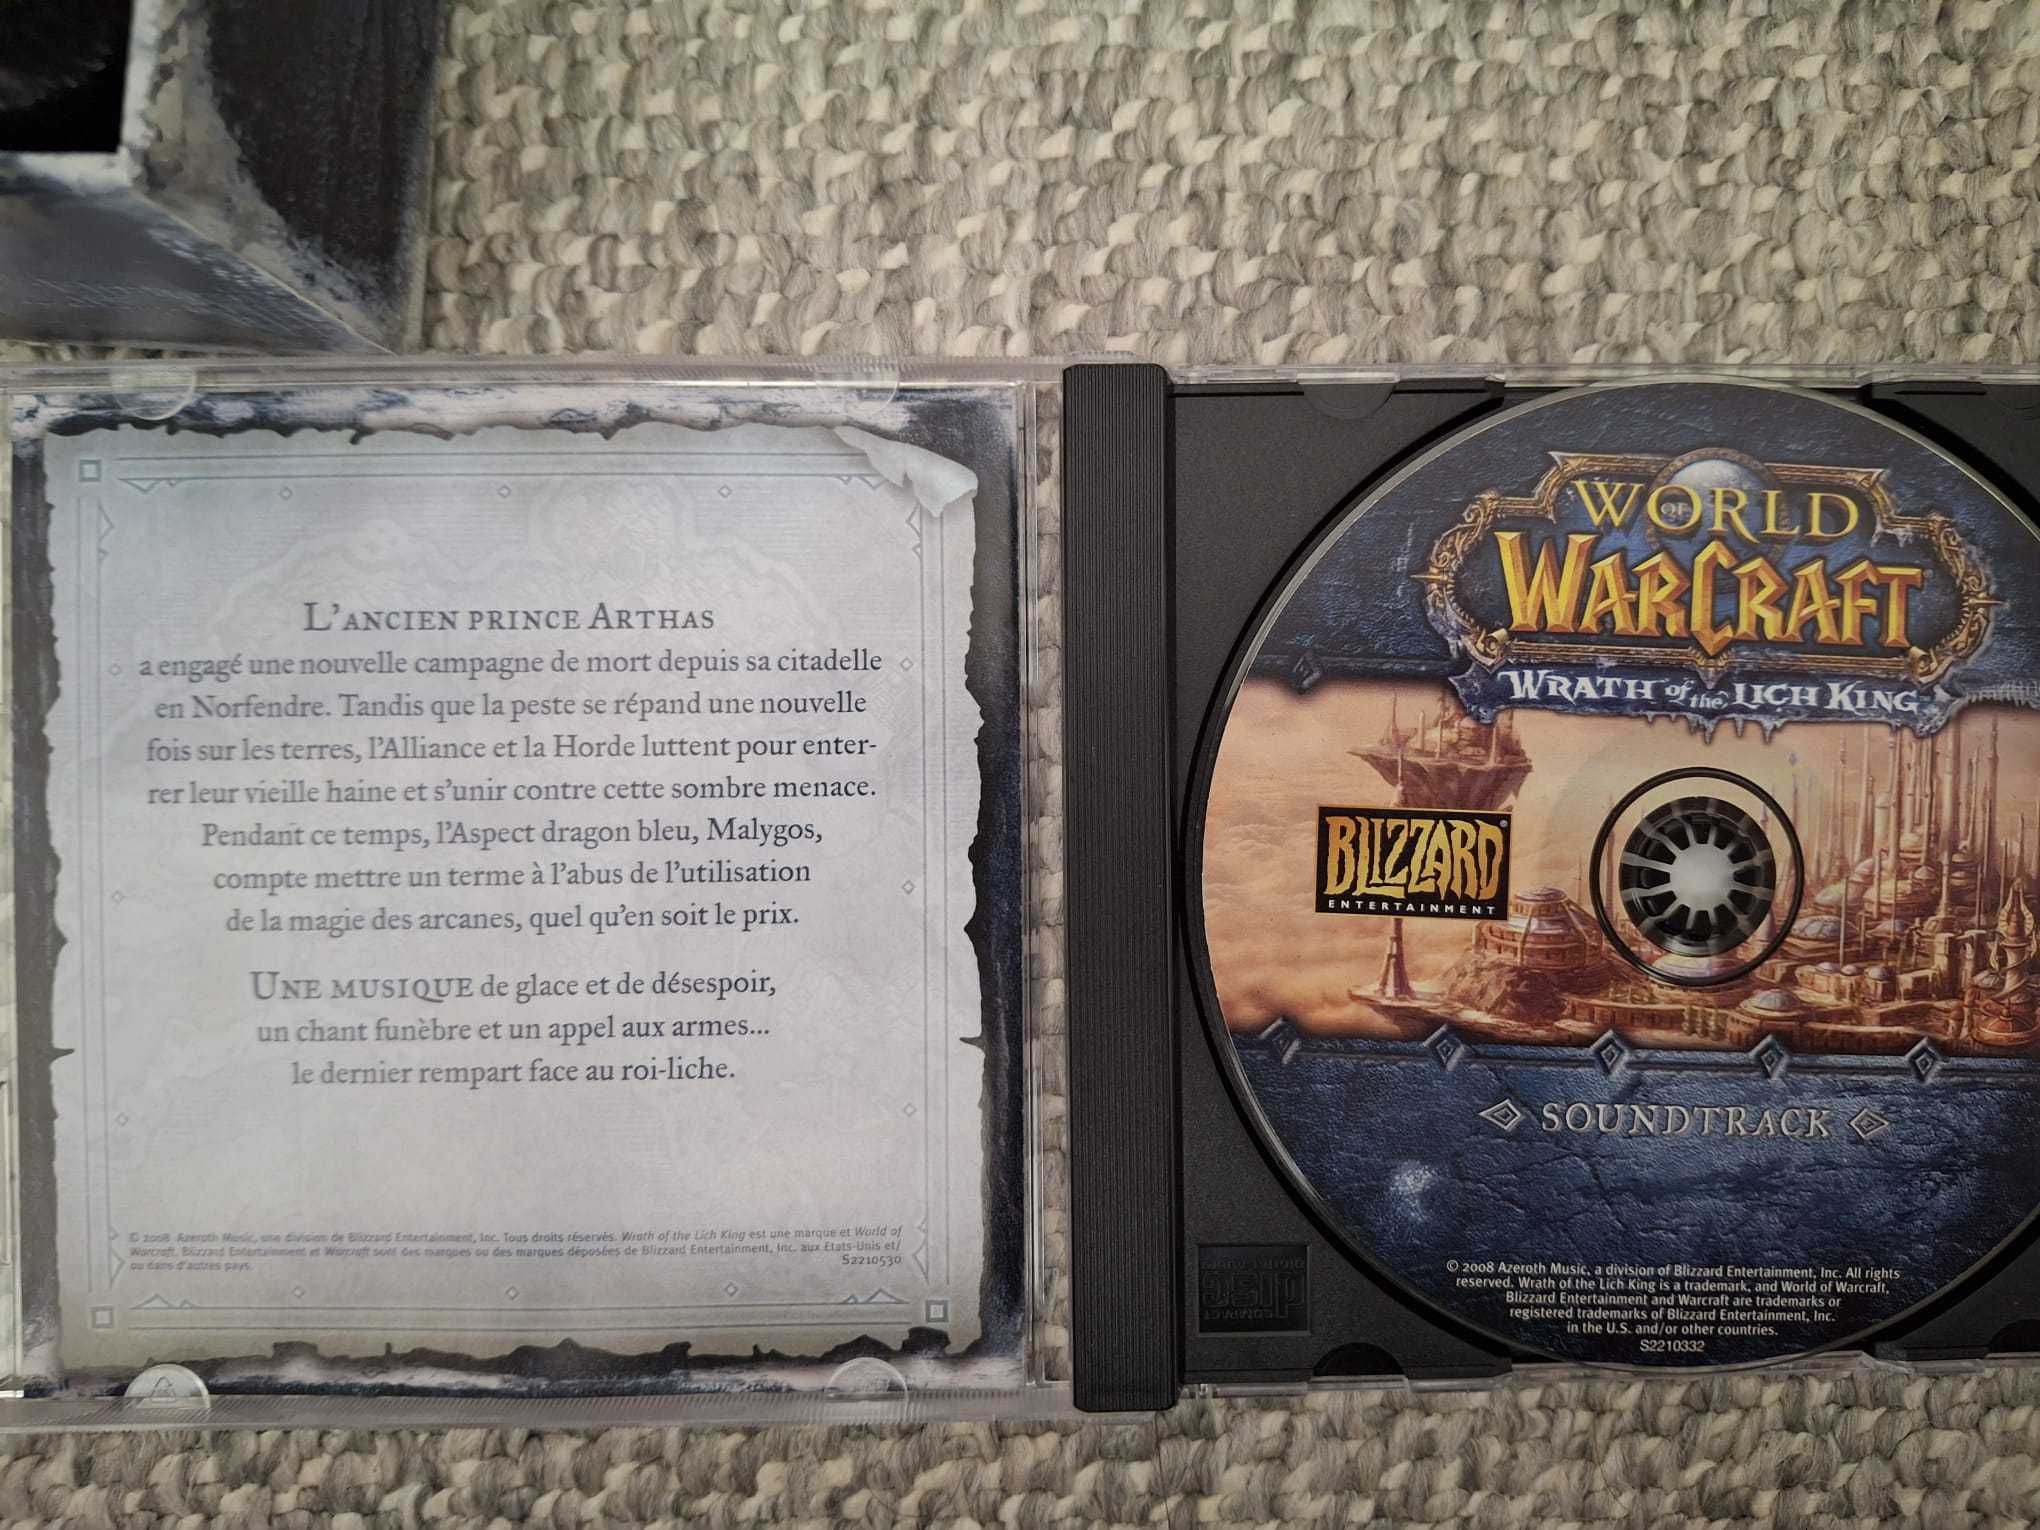 L'ANCIEN PRINCE ARTHAS
a engagé une nouvelle campagne de mort depuis sa citadelle
en Norfendre. Tandis que la peste se répand une nouvelle
fois sur les terres, l'Alliance et la Horde luttent pour enter-
rer leur vieille haine et s'unir contre cette sombre menace.
Pendant ce temps, l'Aspect dragon bleu, Malygos,
compte mettre un terme à l'abus de l'utilisation
de la magie des arcanes, quel qu'en soit le prix.
UNE MUSIQUE de glace et de désespoir,
un chant funèbre et un appel aux armes...
le dernier rempart face au roi-liche.
© 2008 Azeroth Music, une division de Blizzard Entertainment, Inc. Tous droits réservés. Wrath of the Lich King est une marque et World of
Warcraft, Blizzard Entertainment et Warcraft sont des marques ou des marques déposées de Blizzard Entertainment, Inc. aux Etats-Unis et/
ou dans d'autres pays.
S2210530
WORLD
OF
WARCRAFT
WRATH of the LICH KING™
BLIZZARD®
ENTERTAINMENT
SOUNDTRACK
© 2008 Azeroth Music, a division of Blizzard Entertainment, Inc. All rights
reserved. Wrath of the Lich King is a trademark, and World of Warcraft,
Blizzard Entertainment and Warcraft are trademarks or
registered trademarks of Blizzard Entertainment, Inc.
in the U.S. and/or other countries.
S2210332
COMPACT
disc
DIGITAL AUDIO